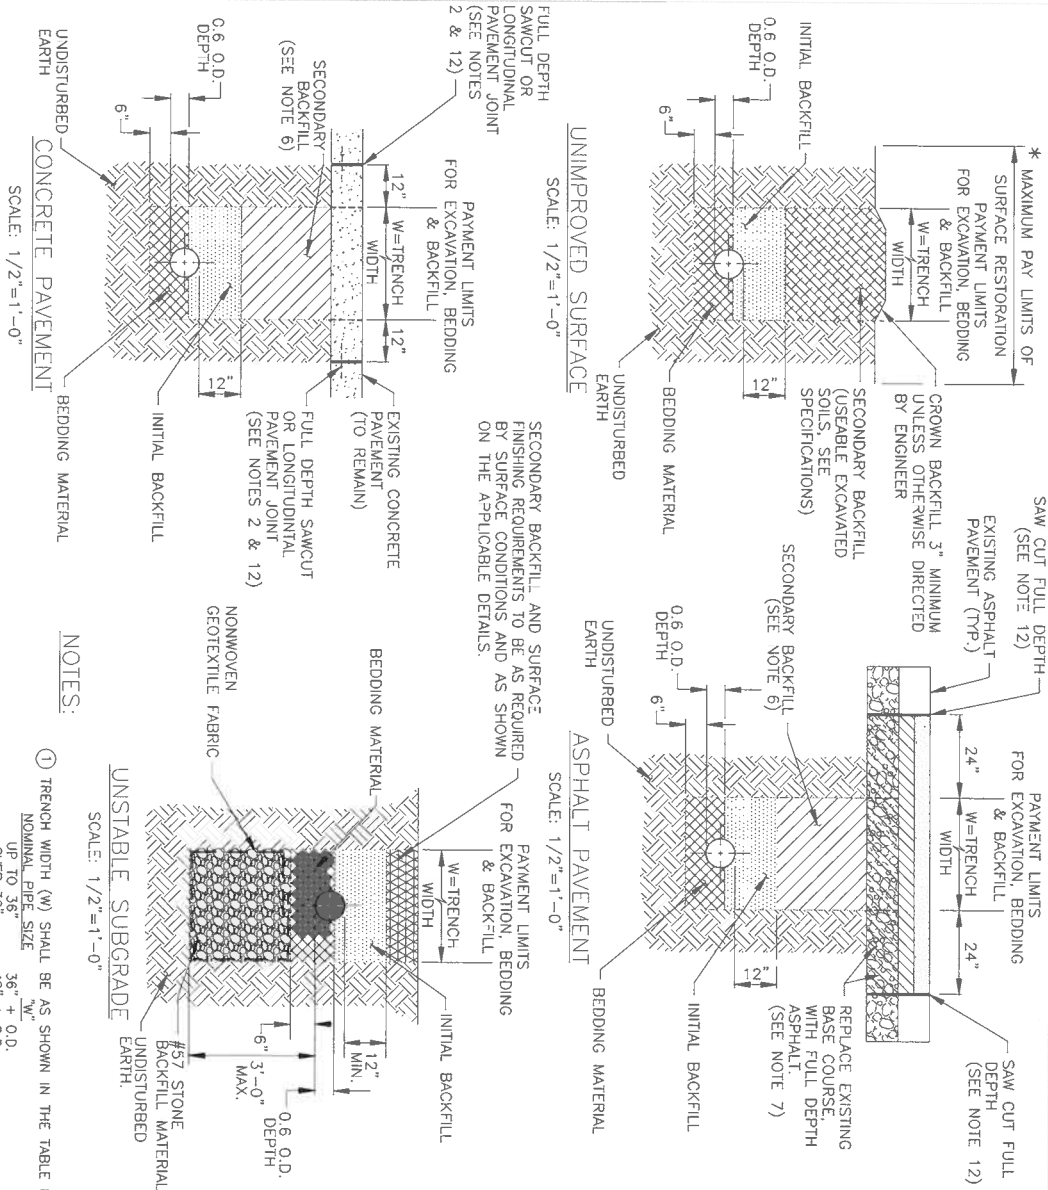 * MAXIMUM PAY LIMITS OF
SURFACE RESTORATION
PAYMENT LIMITS
FOR EXCAVATION, BEDDING
& BACKFILL
W=TRENCH
WIDTH
CROWN BACKFILL 3" MINIMUM
UNLESS OTHERWISE DIRECTED
BY ENGINEER
SECONDARY BACKFILL
(USEABLE EXCAVATED
SOILS, SEE
SPECIFICATIONS)
12"
BEDDING MATERIAL
UNDISTURBED
EARTH
INITIAL BACKFILL
0.6 O.D.
DEPTH
6"
UNIMPROVED SURFACE
SCALE: 1/2"=1'-0"
SAW CUT FULL DEPTH
(SEE NOTE 12)
EXISTING ASPHALT
PAVEMENT (TYP.)
PAYMENT LIMITS
FOR EXCAVATION, BEDDING
& BACKFILL
24"
W=TRENCH
WIDTH
24"
SAW CUT FULL
DEPTH
(SEE NOTE 12)
REPLACE EXISTING
BASE COURSE,
WITH FULL DEPTH
ASPHALT.
(SEE NOTE 7)
SECONDARY BACKFILL
(SEE NOTE 6)
0.6 O.D.
DEPTH
6"
UNDISTURBED
EARTH
12"
INITIAL BACKFILL
BEDDING MATERIAL
ASPHALT PAVEMENT
SCALE: 1/2"=1'-0"
FULL DEPTH
SAWCUT OR
LONGITUDINAL
PAVEMENT JOINT
(SEE NOTES
2 & 12)
PAYMENT LIMITS
FOR EXCAVATION, BEDDING
& BACKFILL
12"
W=TRENCH
WIDTH
12"
EXISTING CONCRETE
PAVEMENT
(TO REMAIN)
FULL DEPTH SAWCUT
OR LONGITUDINTAL
PAVEMENT JOINT
(SEE NOTES 2 & 12)
SECONDARY
BACKFILL
(SEE NOTE 6)
0.6 O.D.
DEPTH
6"
UNDISTURBED
EARTH
12"
INITIAL BACKFILL
BEDDING MATERIAL
CONCRETE PAVEMENT
SCALE: 1/2"=1'-0"
SECONDARY BACKFILL AND SURFACE
FINISHING REQUIREMENTS TO BE AS REQUIRED
BY SURFACE CONDITIONS AND AS SHOWN
ON THE APPLICABLE DETAILS.
PAYMENT LIMITS
FOR EXCAVATION, BEDDING
& BACKFILL
W=TRENCH
WIDTH
INITIAL BACKFILL
12"
MIN.
0.6 O.D.
DEPTH
3'-0"
MAX.
6"
#57 STONE
BACKFILL MATERIAL
UNDISTURBED
EARTH.
BEDDING MATERIAL
NONWOVEN
GEOTEXTILE FABRIC
UNSTABLE SUBGRADE
SCALE: 1/2"=1'-0"
NOTES:
① TRENCH WIDTH (W) SHALL BE AS SHOWN IN THE TABLE
NOMINAL PIPE SIZE "W"
UP TO 36" 36" + O.D.